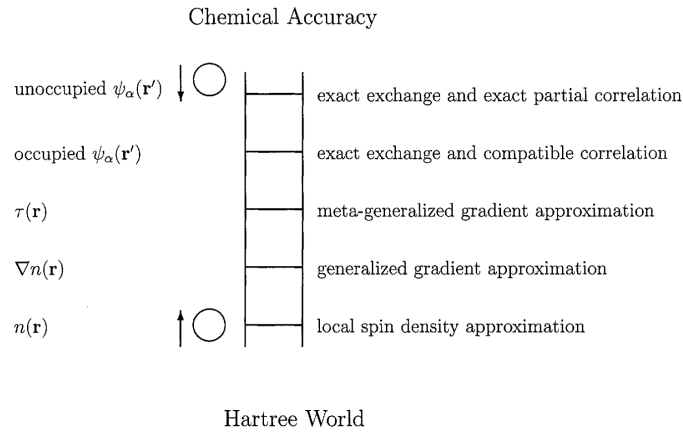 Chemical Accuracy
unoccupied ψα(r′)
exact exchange and exact partial correlation
occupied ψα(r′)
exact exchange and compatible correlation
τ(r)
meta-generalized gradient approximation
∇n(r)
generalized gradient approximation
n(r)
local spin density approximation
Hartree World